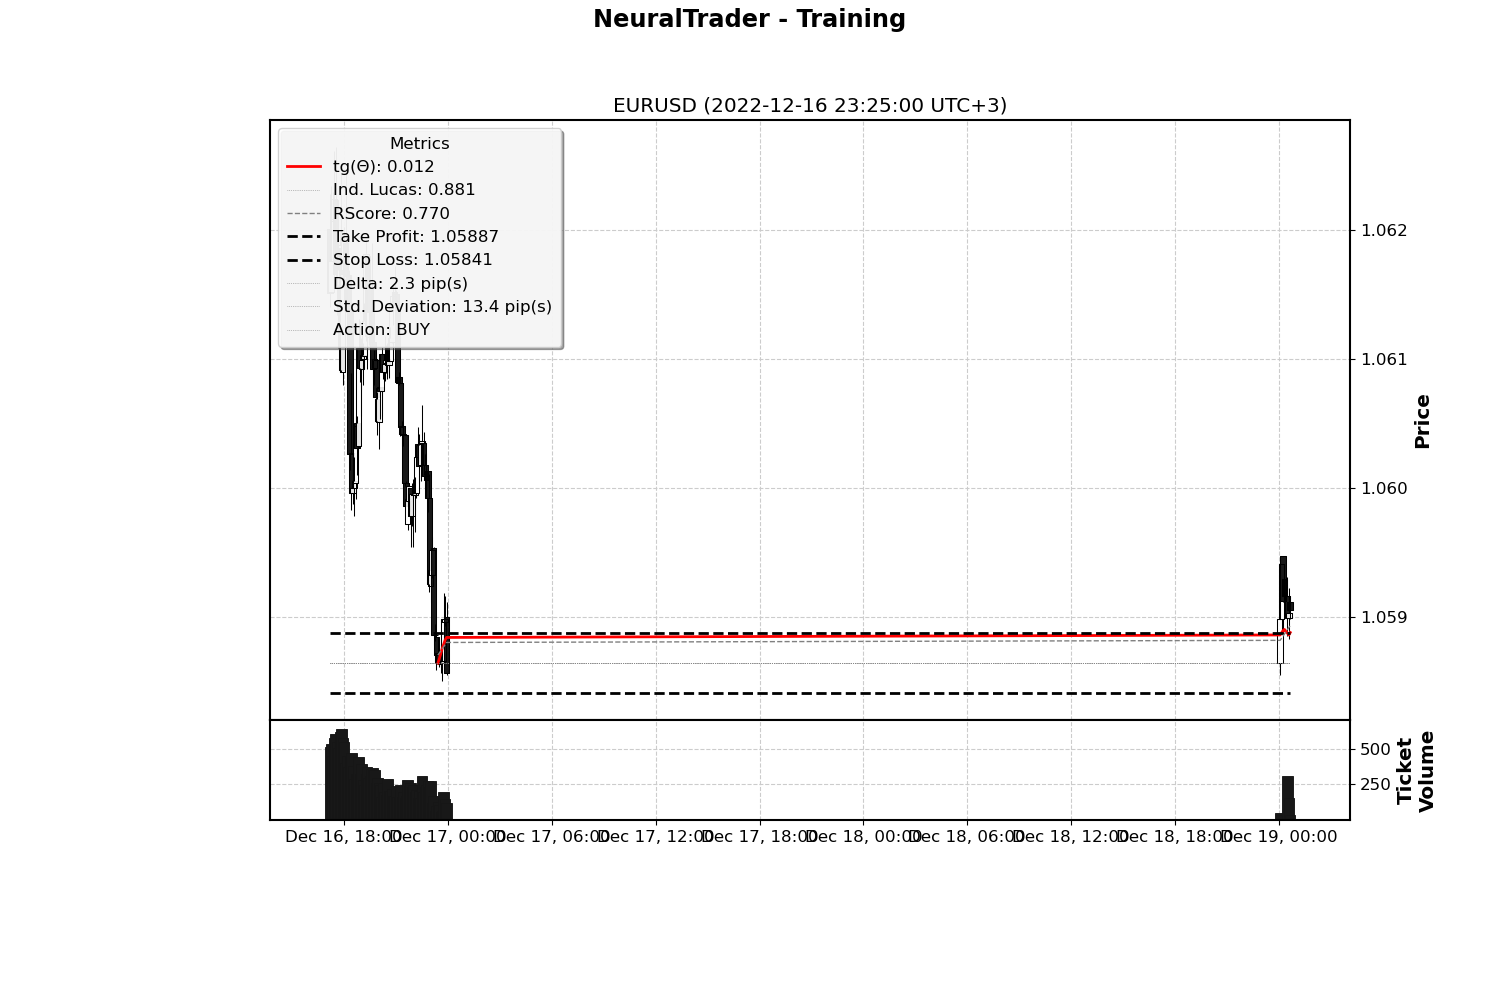 NeuralTrader - Training
EURUSD (2022-12-16 23:25:00 UTC+3)
Metrics
tg(Θ): 0.012
Ind. Lucas: 0.881
RScore: 0.770
Take Profit: 1.05887
Stop Loss: 1.05841
Delta: 2.3 pip(s)
Std. Deviation: 13.4 pip(s)
Action: BUY
1.062
1.061
1.060
1.059
Price
500
250
Ticket
Volume
Dec 16, 18:00
Dec 17, 00:00
Dec 17, 06:00
Dec 17, 12:00
Dec 17, 18:00
Dec 18, 00:00
Dec 18, 06:00
Dec 18, 12:00
Dec 18, 18:00
Dec 19, 00:00